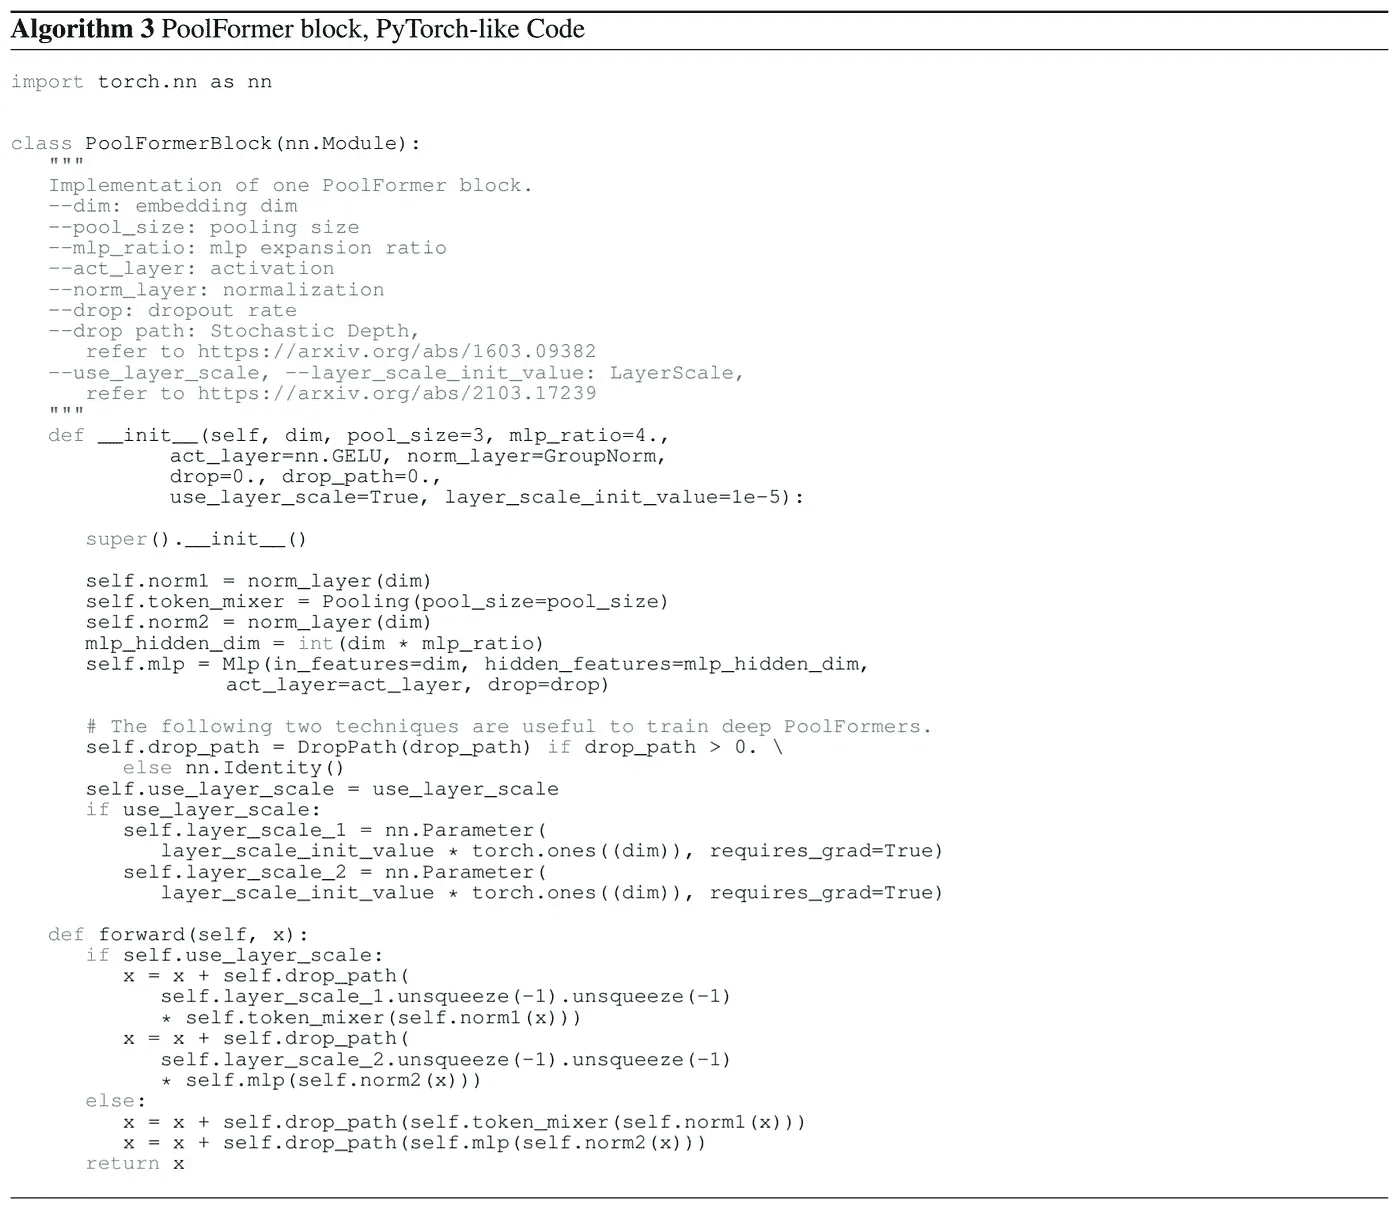 Algorithm 3 PoolFormer block, PyTorch-like Code
import torch.nn as nn
class PoolFormerBlock(nn.Module):
"""
Implementation of one PoolFormer block.
--dim: embedding dim
--pool_size: pooling size
--mlp_ratio: mlp expansion ratio
--act_layer: activation
--norm_layer: normalization
--drop: dropout rate
--drop path: Stochastic Depth,
refer to https://arxiv.org/abs/1603.09382
--use_layer_scale, --layer_scale_init_value: LayerScale,
refer to https://arxiv.org/abs/2103.17239
"""
def __init__(self, dim, pool_size=3, mlp_ratio=4.,
act_layer=nn.GELU, norm_layer=GroupNorm,
drop=0., drop_path=0.,
use_layer_scale=True, layer_scale_init_value=1e-5):
super().__init__()
self.norm1 = norm_layer(dim)
self.token_mixer = Pooling(pool_size=pool_size)
self.norm2 = norm_layer(dim)
mlp_hidden_dim = int(dim * mlp_ratio)
self.mlp = Mlp(in_features=dim, hidden_features=mlp_hidden_dim,
act_layer=act_layer, drop=drop)
# The following two techniques are useful to train deep PoolFormers.
self.drop_path = DropPath(drop_path) if drop_path > 0. \
else nn.Identity()
self.use_layer_scale = use_layer_scale
if use_layer_scale:
self.layer_scale_1 = nn.Parameter(
layer_scale_init_value * torch.ones((dim)), requires_grad=True)
self.layer_scale_2 = nn.Parameter(
layer_scale_init_value * torch.ones((dim)), requires_grad=True)
def forward(self, x):
if self.use_layer_scale:
x = x + self.drop_path(
self.layer_scale_1.unsqueeze(-1).unsqueeze(-1)
* self.token_mixer(self.norm1(x)))
x = x + self.drop_path(
self.layer_scale_2.unsqueeze(-1).unsqueeze(-1)
* self.mlp(self.norm2(x)))
else:
x = x + self.drop_path(self.token_mixer(self.norm1(x)))
x = x + self.drop_path(self.mlp(self.norm2(x)))
return x